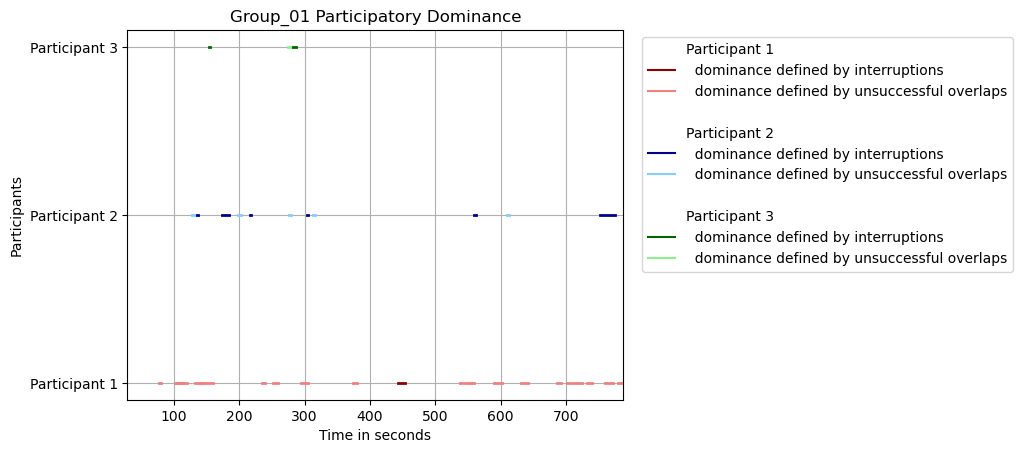 Group_01 Participatory Dominance
Participant 3
Participant 2
Participant 1
Participants
100 200 300 400 500 600 700
Time in seconds
Participant 1
dominance defined by interruptions
dominance defined by unsuccessful overlaps
Participant 2
dominance defined by interruptions
dominance defined by unsuccessful overlaps
Participant 3
dominance defined by interruptions
dominance defined by unsuccessful overlaps